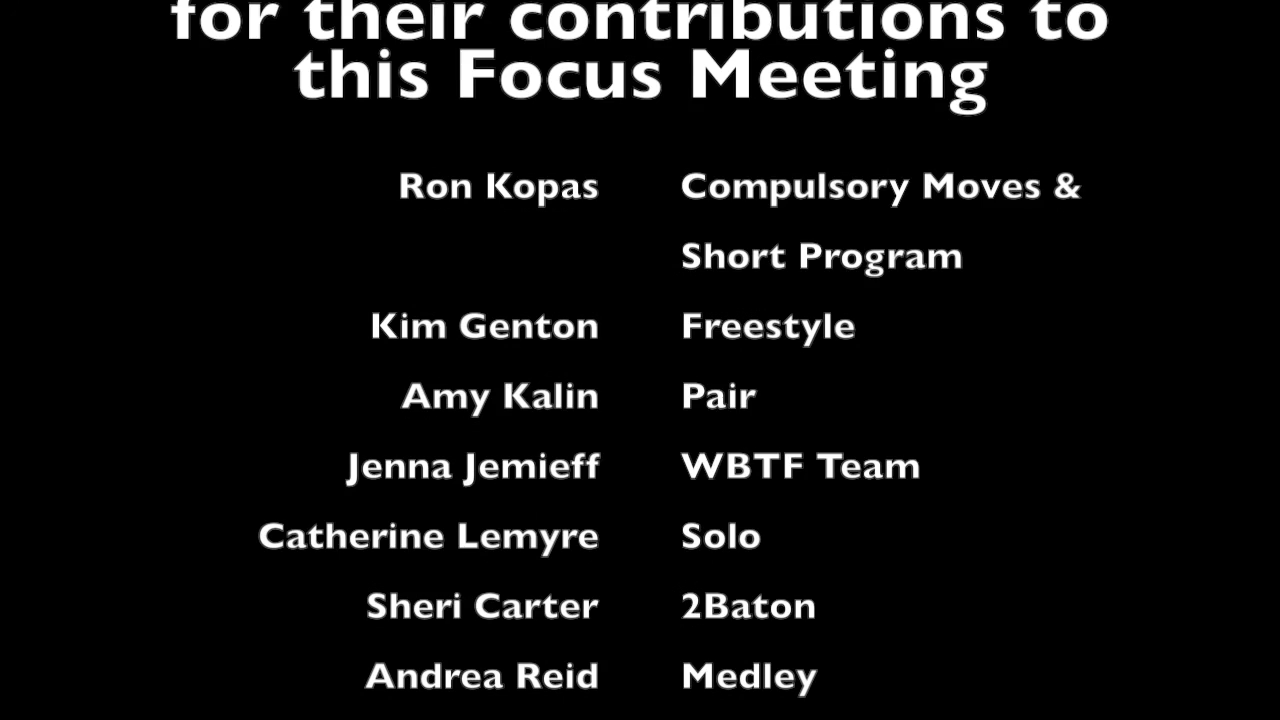 for their contributions to
this Focus Meeting
Ron Kopas Compulsory Moves &
Short Program
Kim Genton Freestyle
Amy Kalin Pair
Jenna Jemieff WBTF Team
Catherine Lemyre Solo
Sheri Carter 2Baton
Andrea Reid Medley